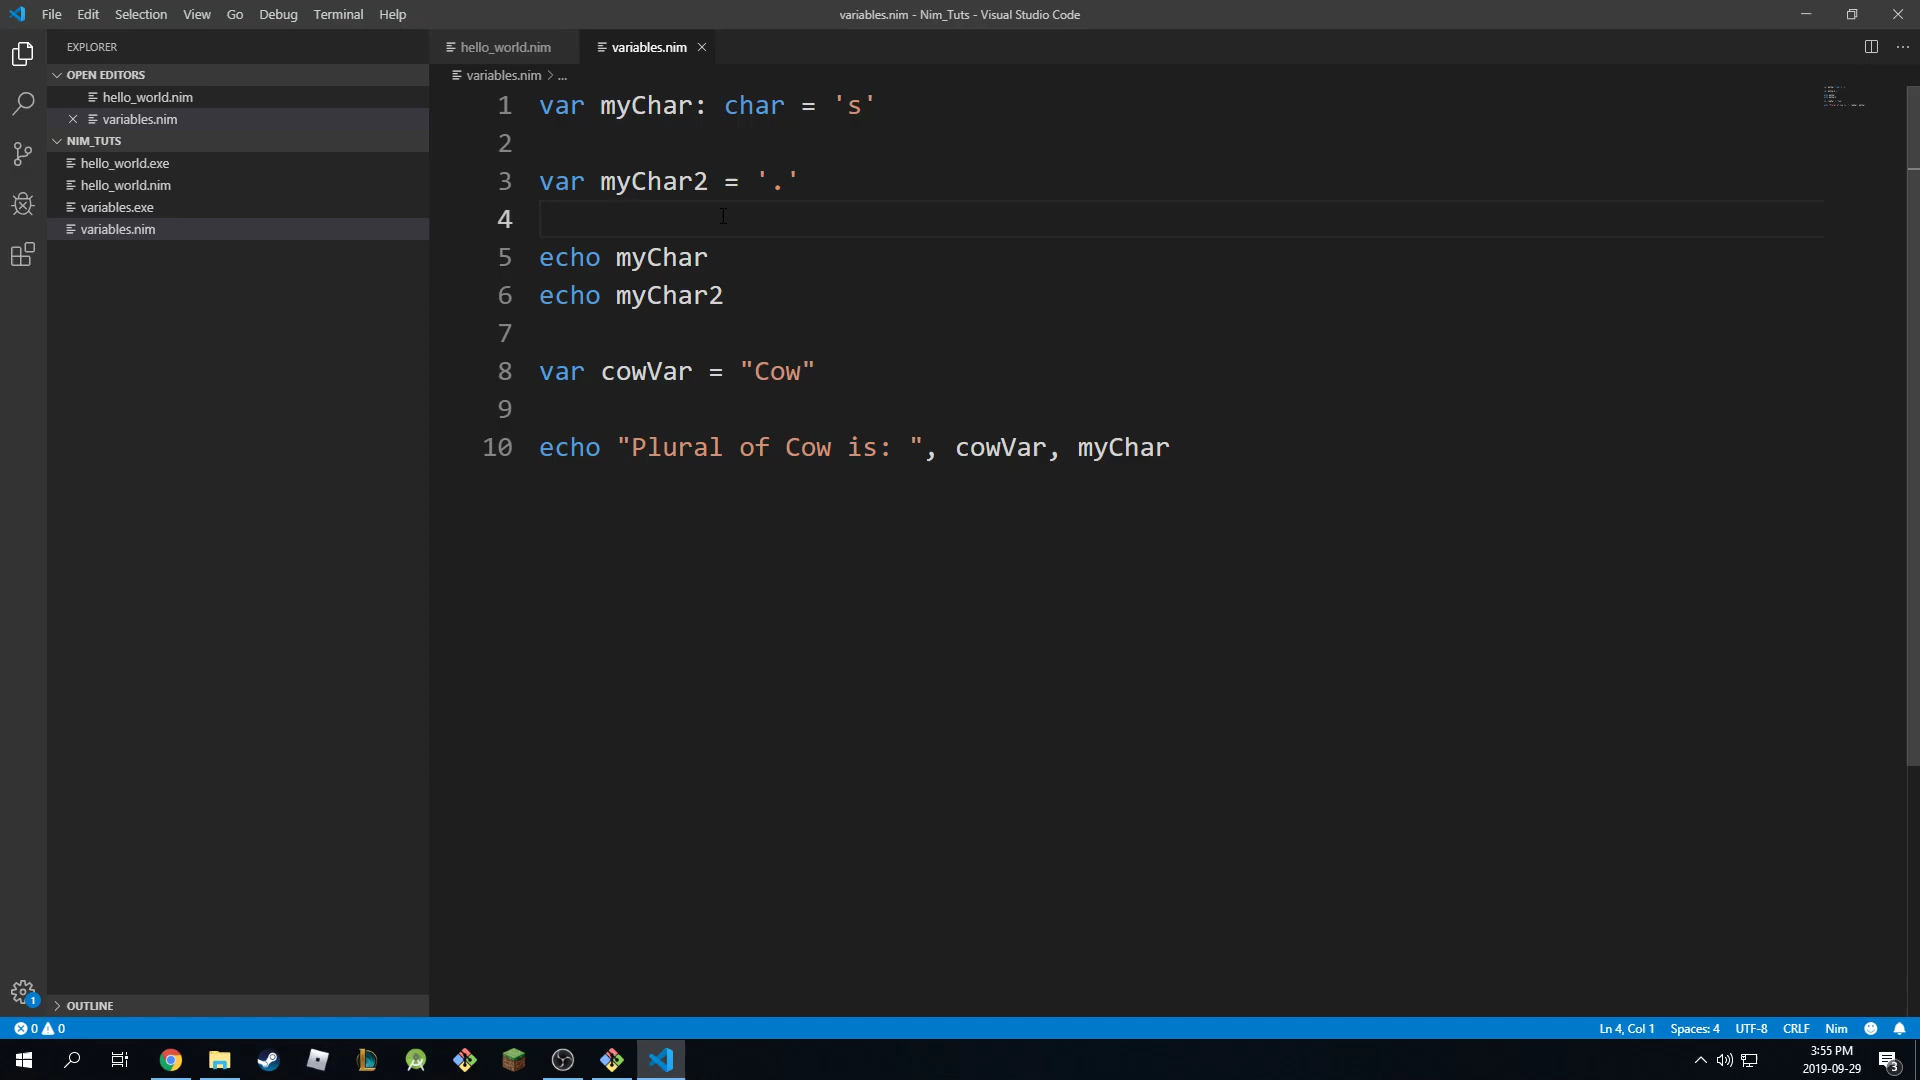 File Edit Selection View Go Debug Terminal Help
variables.nim - Nim_Tuts - Visual Studio Code
EXPLORER
OPEN EDITORS
hello_world.nim
variables.nim
NIM_TUTS
hello_world.exe
hello_world.nim
variables.exe
variables.nim
OUTLINE
hello_world.nim variables.nim
variables.nim > ...
1 var myChar: char = 's'
2
3 var myChar2 = '.'
4
5 echo myChar
6 echo myChar2
7
8 var cowVar = "Cow"
9
10 echo "Plural of Cow is: ", cowVar, myChar
1
0 0
Ln 4, Col 1 Spaces: 4 UTF-8 CRLF Nim
3:55 PM
2019-09-29
3